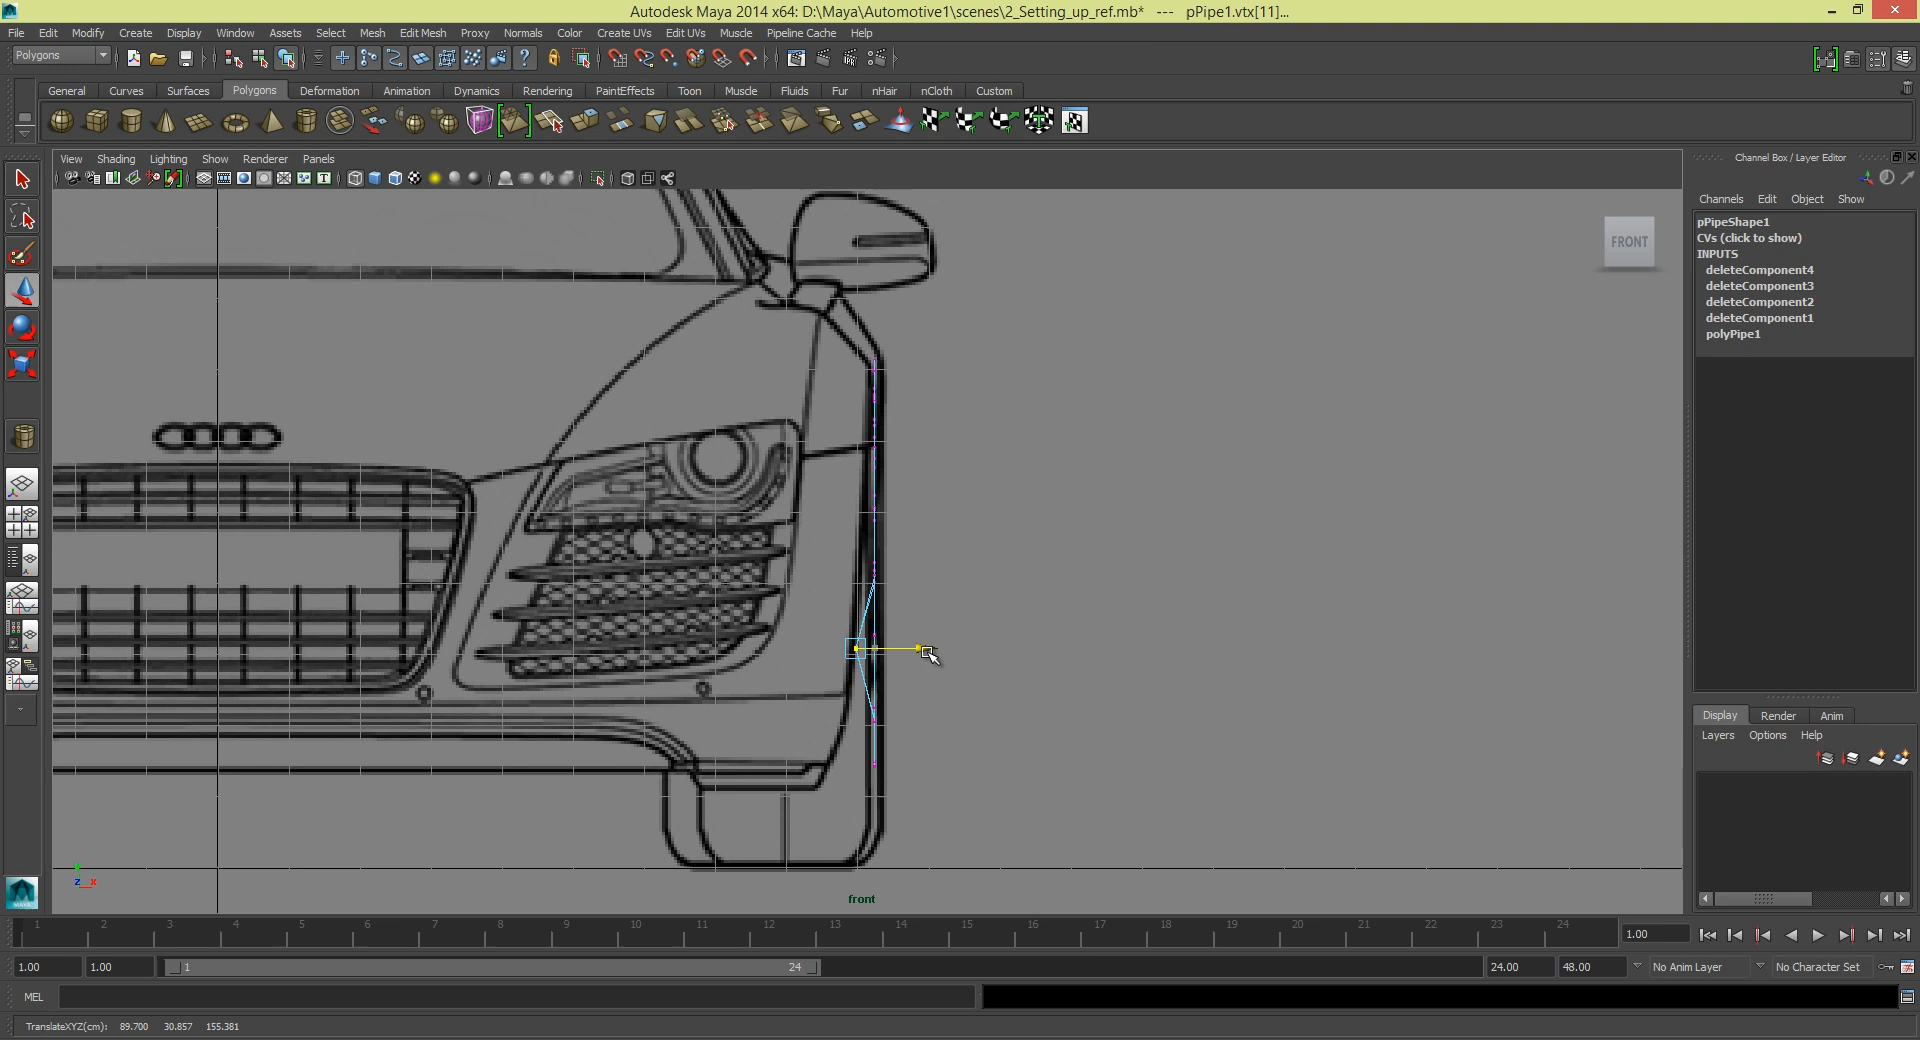 Autodesk Maya 2014 x64: D:\Maya\Automotive1\scenes\2_Setting_up_ref.mb* --- pPipe1.vtx[11]...
File Edit Modify Create Display Window Assets Select Mesh Edit Mesh Proxy Normals Color Create UVs Edit UVs Muscle Pipeline Cache Help
Polygons
General Curves Surfaces Polygons Deformation Animation Dynamics Rendering PaintEffects Toon Muscle Fluids Fur nHair nCloth Custom
View Shading Lighting Show Renderer Panels
Channel Box / Layer Editor
Channels Edit Object Show
pPipeShape1
CVs (click to show)
INPUTS
deleteComponent4
deleteComponent3
deleteComponent2
deleteComponent1
polyPipe1
FRONT
Display Render Anim
Layers Options Help
z x
front
1 2 3 4 5 6 7 8 9 10 11 12 13 14 15 16 17 18 19 20 21 22 23 24
1.00
1.00 1.00 1 24 24.00 48.00 No Anim Layer No Character Set
MEL
TranslateXYZ(cm): 89.700 30.857 155.381